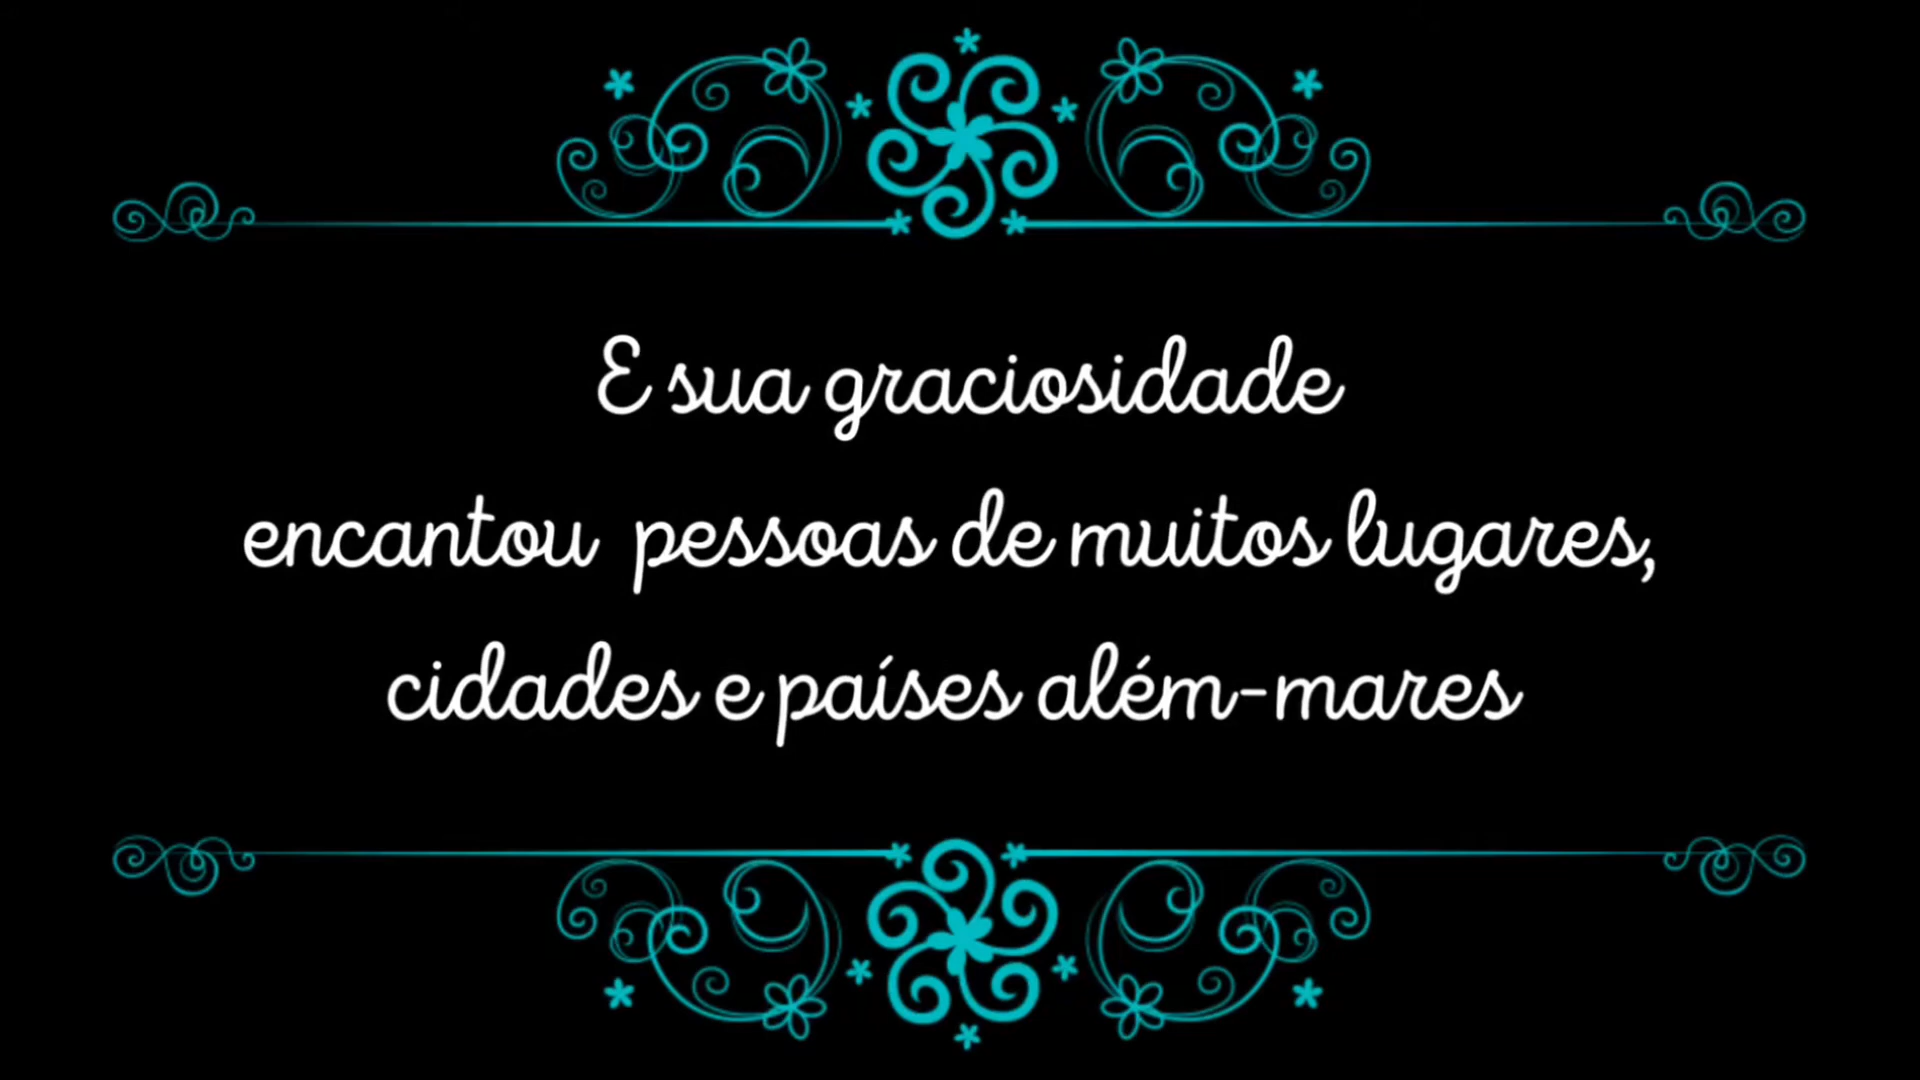 E sua graciosidade
encantou pessoas de muitos lugares,
cidades e países além-mares